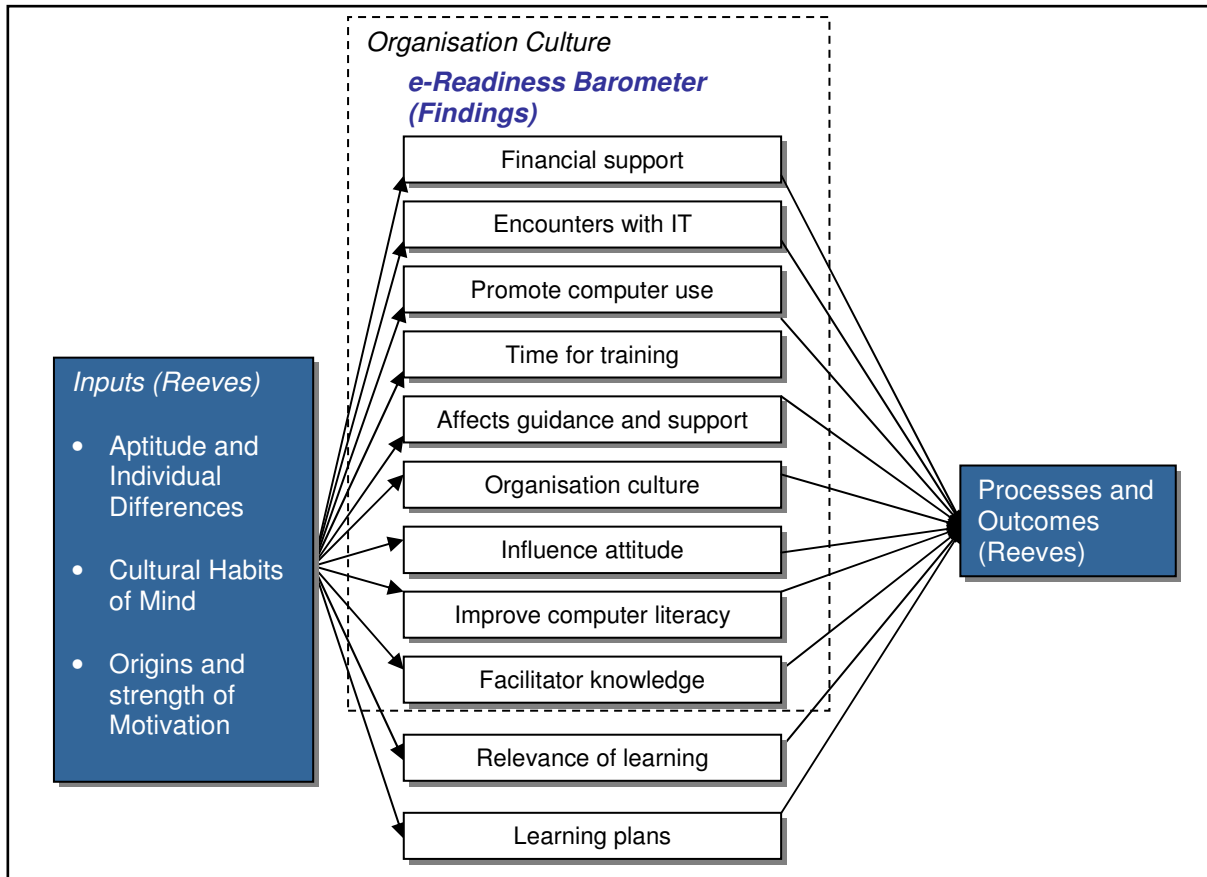 Organisation Culture
e-Readiness Barometer
(Findings)
Financial support
Encounters with IT
Promote computer use
Time for training
Affects guidance and support
Organisation culture
Influence attitude
Improve computer literacy
Facilitator knowledge
Relevance of learning
Learning plans
Inputs (Reeves)
• Aptitude and
Individual
Differences
• Cultural Habits
of Mind
• Origins and
strength of
Motivation
Processes and
Outcomes
(Reeves)